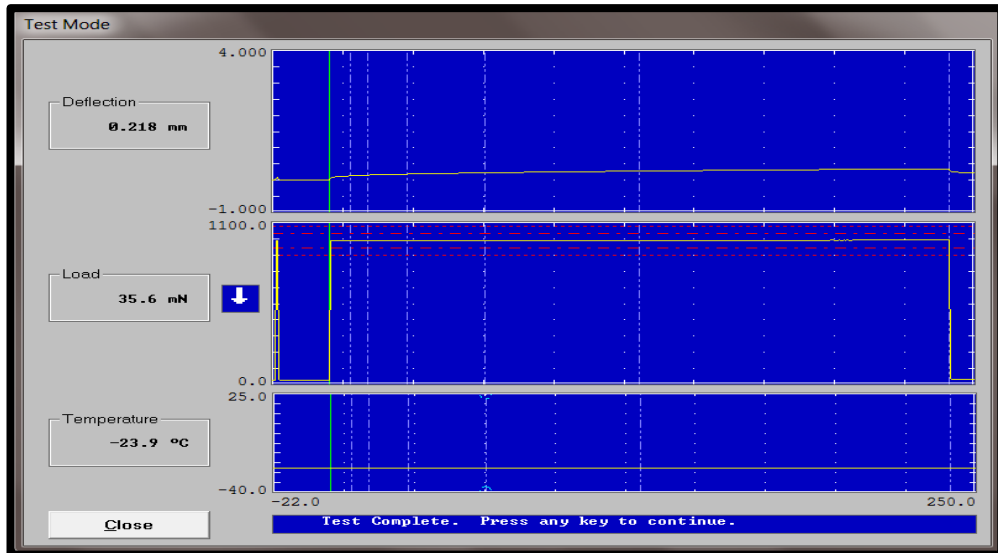 Test Mode
4.000
Deflection
0.218 mm
-1.000
1100.0
Load
35.6 mN
0.0
25.0
Temperature
-23.9 ºC
-40.0
-22.0 250.0
Close
Test Complete. Press any key to continue.